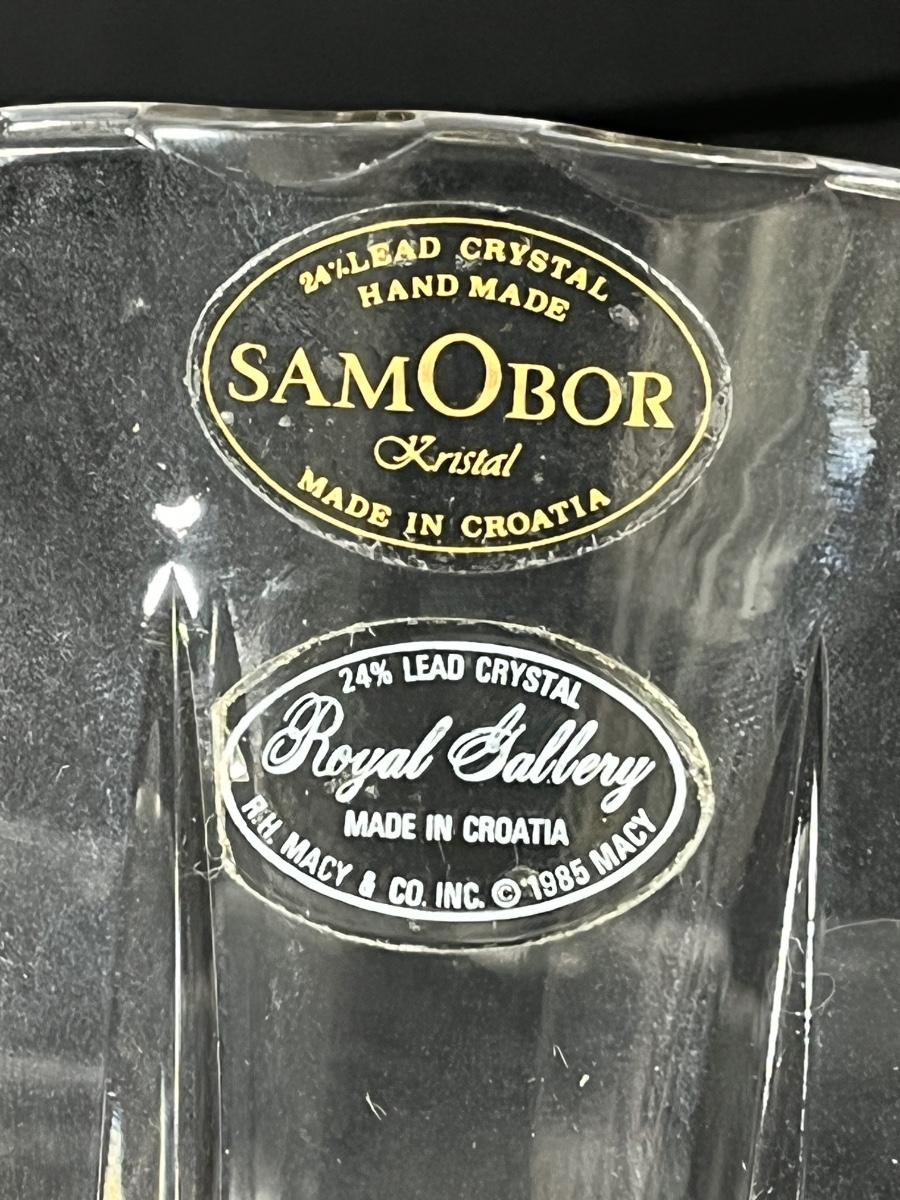 24% LEAD CRYSTAL
HAND MADE
SAMOBOR
Kristal
MADE IN CROATIA
24% LEAD CRYSTAL
Royal Gallery
MADE IN CROATIA
R.H. MACY & CO. INC. © 1985 MACY